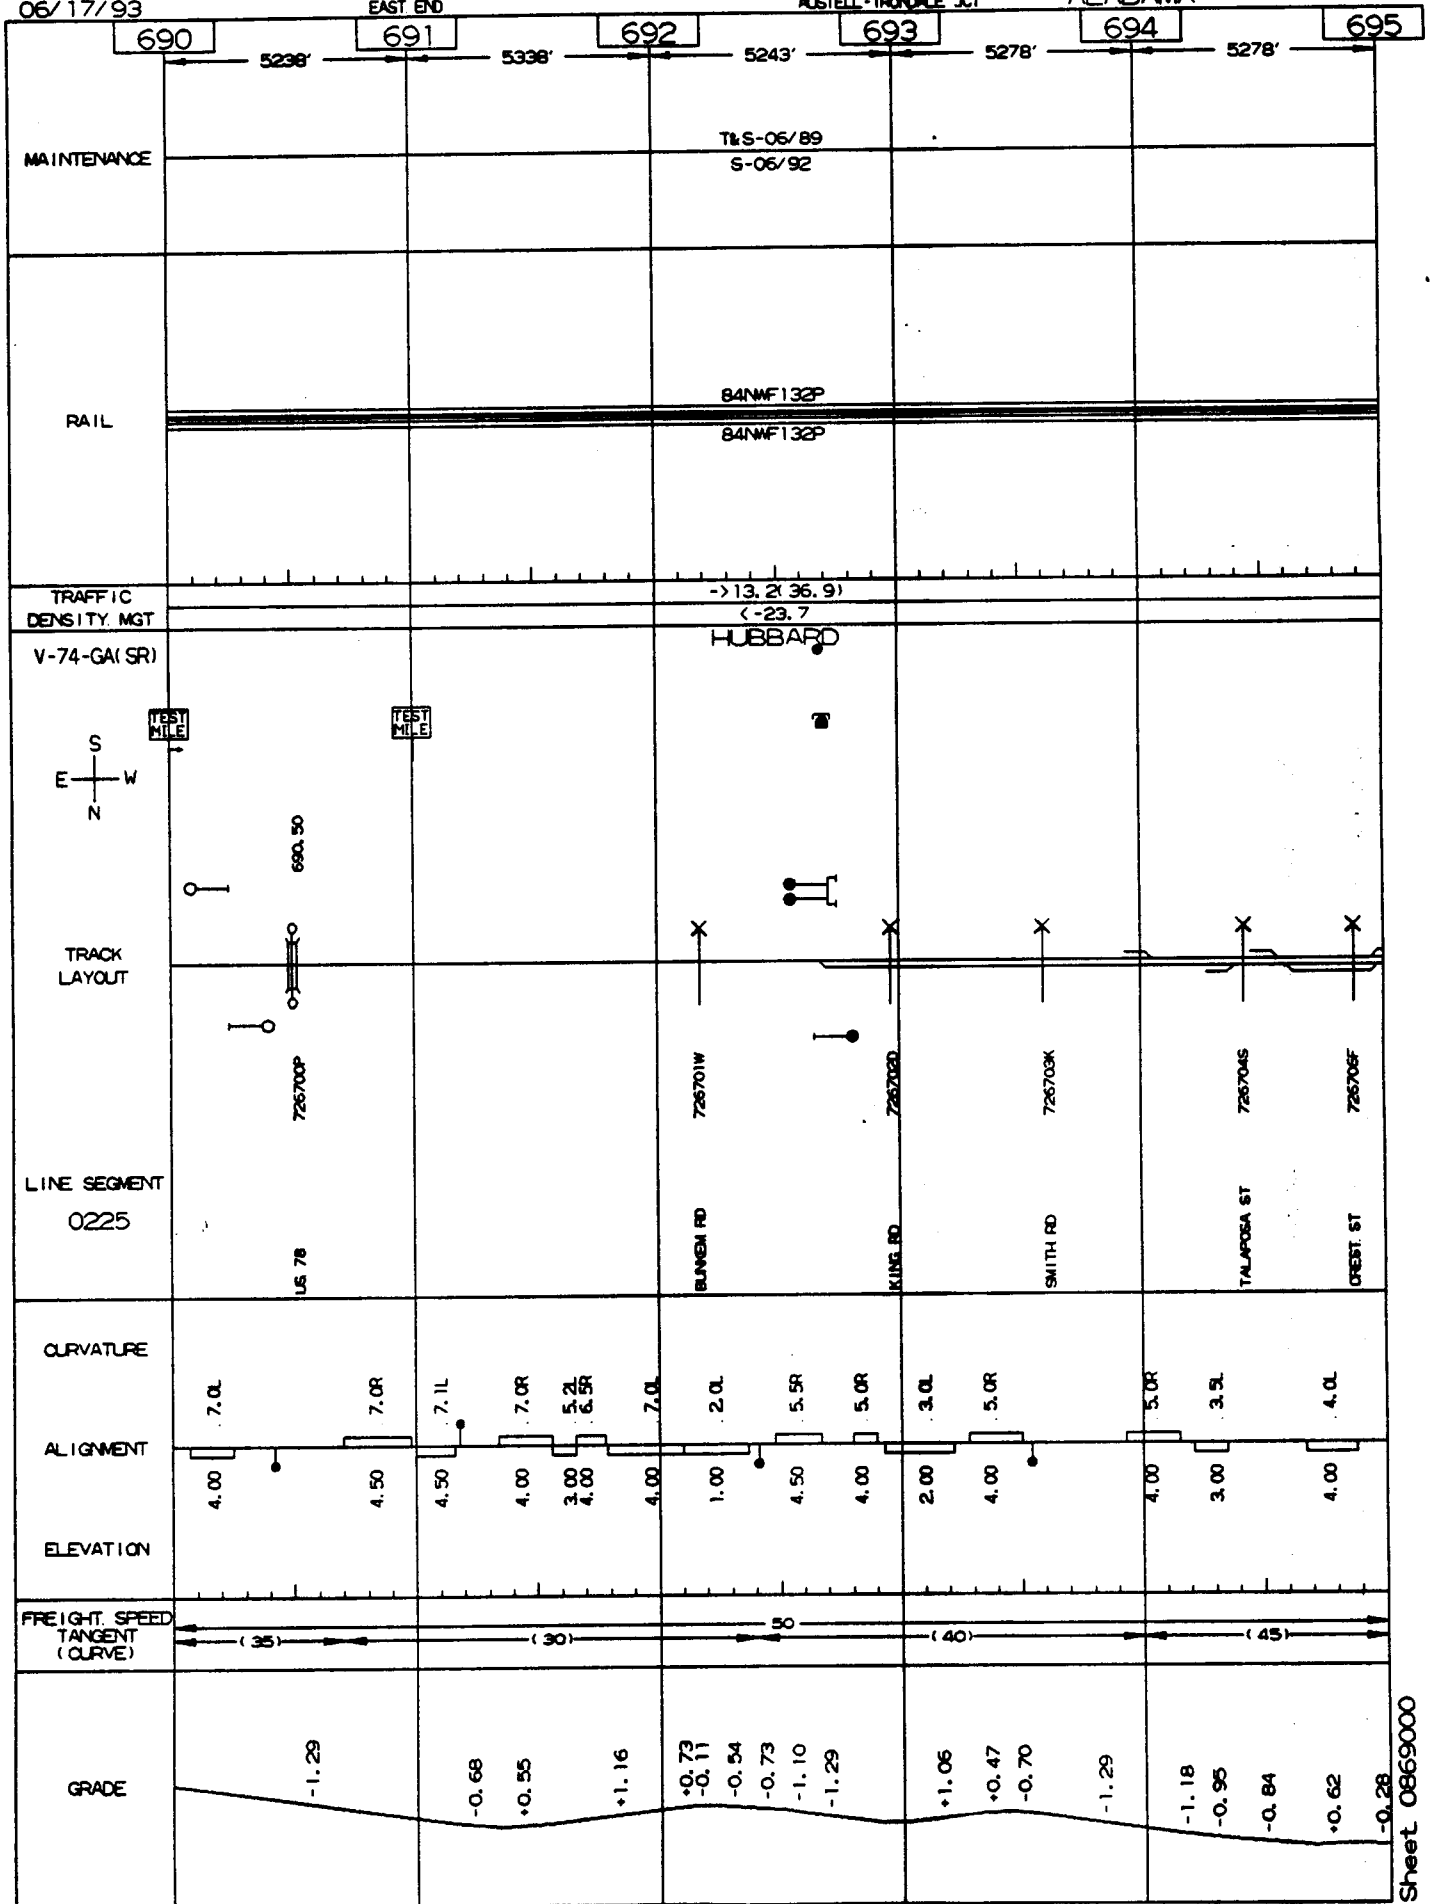 06/17/93 EAST END AUSTELL-IRONDALE JCT ALABAMA
690 691 692 693 694 695
5238' 5338' 5243' 5278' 5278'
MAINTENANCE
T&S-06/89
S-06/92
RAIL
84NWF132P
84NWF132P
TRAFFIC
DENSITY MGT
->13.2(36.9)
<-23.7
HUBBARD
V-74-GA(SR)
TEST MILE
TEST MILE
S
E W
N
690.50
TRACK
LAYOUT
726700P 726701W 726702D 726703K 726704S 726706F
LINE SEGMENT
0225
US 78 BUNKEM RD KING RD SMITH RD TALAPOSA ST CREST. ST
CURVATURE
7.0L 7.0R 7.1L 7.0R 5.2L 6.5R 7.0L 2.0L 5.5R 5.0R 3.0L 5.0R 5.0R 3.5L 4.0L
ALIGNMENT
4.00 4.50 4.50 4.00 3.00 4.00 4.00 1.00 4.50 4.00 2.00 4.00 4.00 3.00 4.00
ELEVATION
FREIGHT. SPEED
TANGENT
(CURVE)
50
(35) (30) (40) (45)
GRADE
-1.29 -0.68 +0.55 +1.16 +0.73 -0.11 -0.54 -0.73 -1.10 -1.29 +1.06 +0.47 -0.70 -1.29 -1.18 -0.95 -0.84 +0.62 -0.28
Sheet 0869000